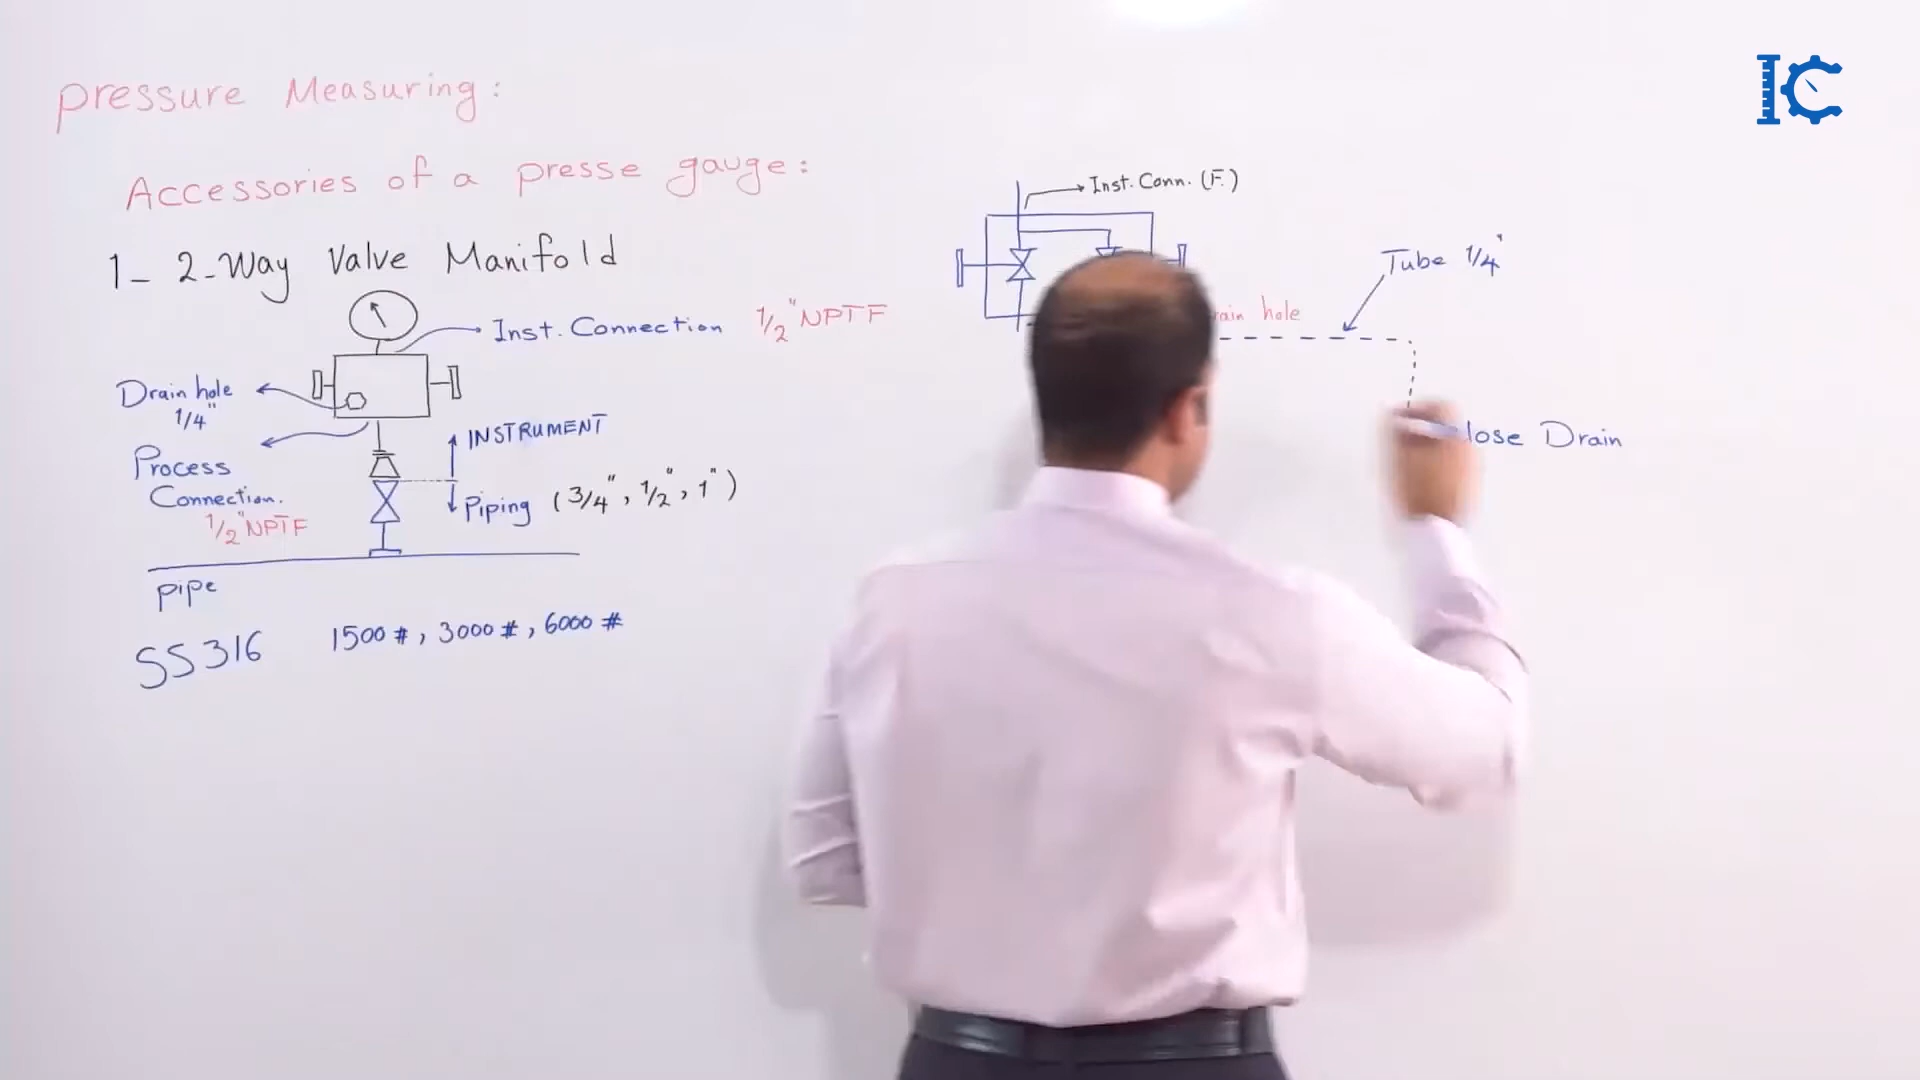 pressure Measuring:
Accessories of a presse gauge:
1- 2-Way Valve Manifold
Inst. Connection 1/2" NPTF
Drain hole
1/4"
Process
Connection.
1/2" NPTF
INSTRUMENT
Piping (3/4", 1/2", 1")
pipe
SS316 1500 #, 3000 #, 6000 #
Inst. Conn. (F.)
Tube 1/4"
hole
Drain
IC